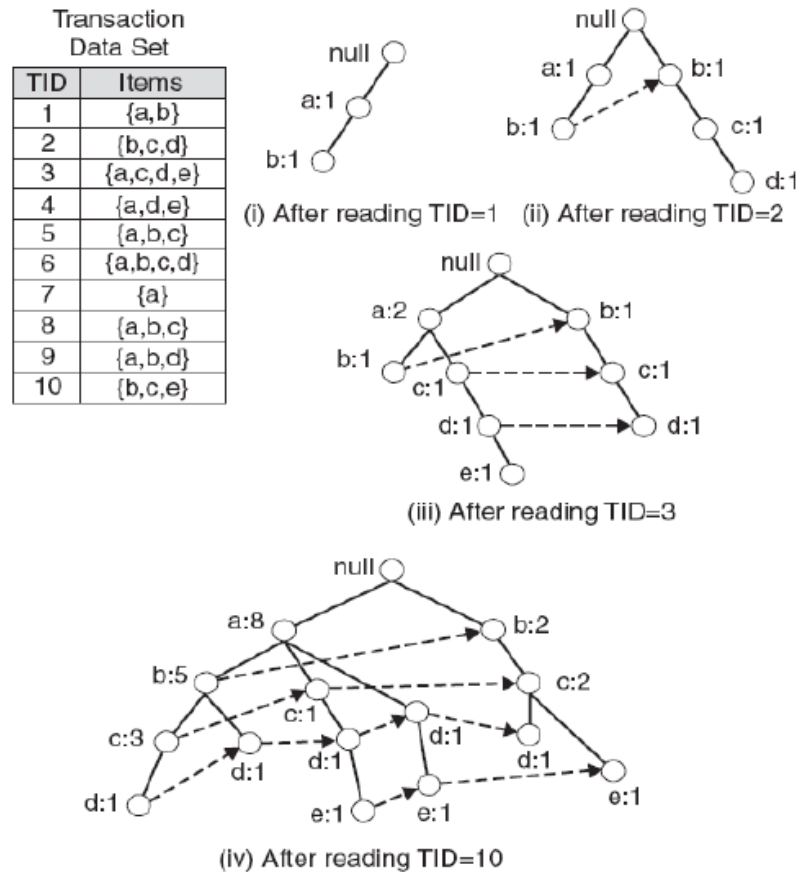 Transaction
Data Set
TID Items
1 {a,b}
2 {b,c,d}
3 {a,c,d,e}
4 {a,d,e}
5 {a,b,c}
6 {a,b,c,d}
7 {a}
8 {a,b,c}
9 {a,b,d}
10 {b,c,e}
null
a:1
b:1
(i) After reading TID=1
null
a:1 b:1
b:1 c:1
d:1
(ii) After reading TID=2
null
a:2 b:1
b:1 c:1 c:1
d:1 d:1
e:1
(iii) After reading TID=3
null
a:8 b:2
b:5 c:2
c:3 c:1 d:1
d:1 d:1 d:1
d:1 e:1 e:1 e:1
(iv) After reading TID=10